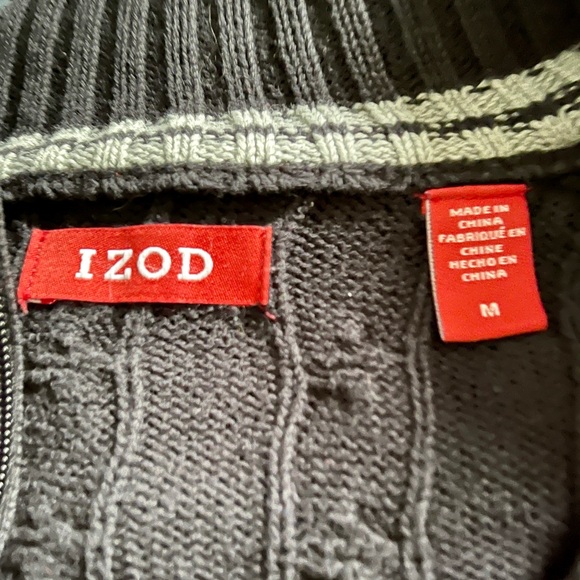 IZOD
MADE IN
CHINA
FABRIQUÉ EN
CHINE
HECHO EN
CHINA
M